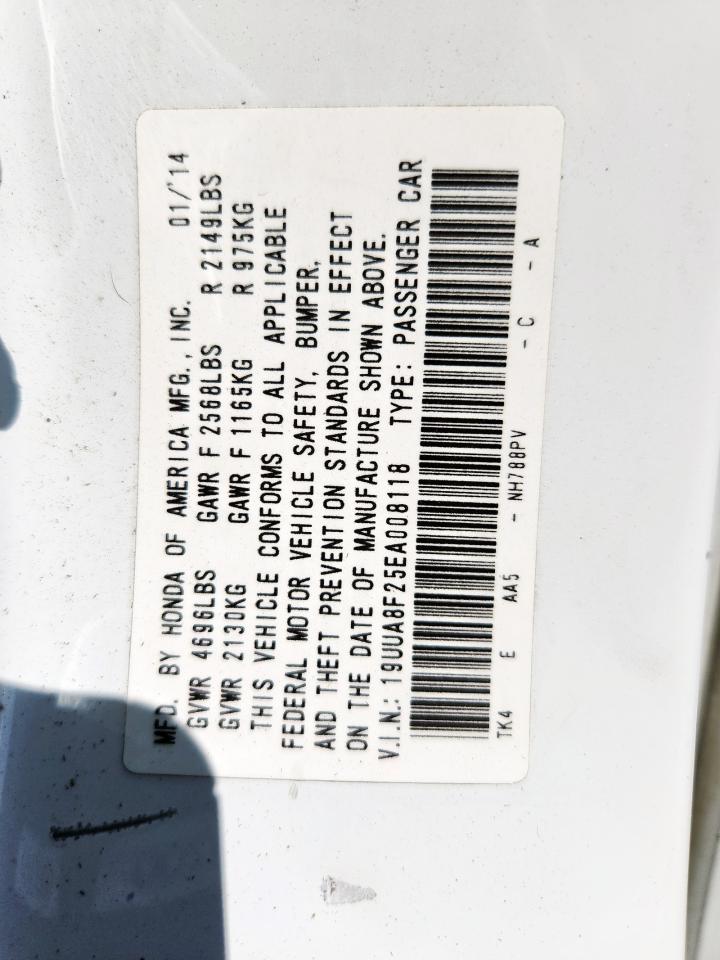 MFD. BY HONDA OF AMERICA MFG., INC. 01/'14
GVWR 4696LBS GAWR F 2568LBS R 2149LBS
GVWR 2130KG GAWR F 1165KG R 975KG
THIS VEHICLE CONFORMS TO ALL APPLICABLE
FEDERAL MOTOR VEHICLE SAFETY, BUMPER,
AND THEFT PREVENTION STANDARDS IN EFFECT
ON THE DATE OF MANUFACTURE SHOWN ABOVE.
V.I.N.: 19UUA8F25EA008118 TYPE: PASSENGER CAR
TK4 E AA5 - NH788PV - C - A